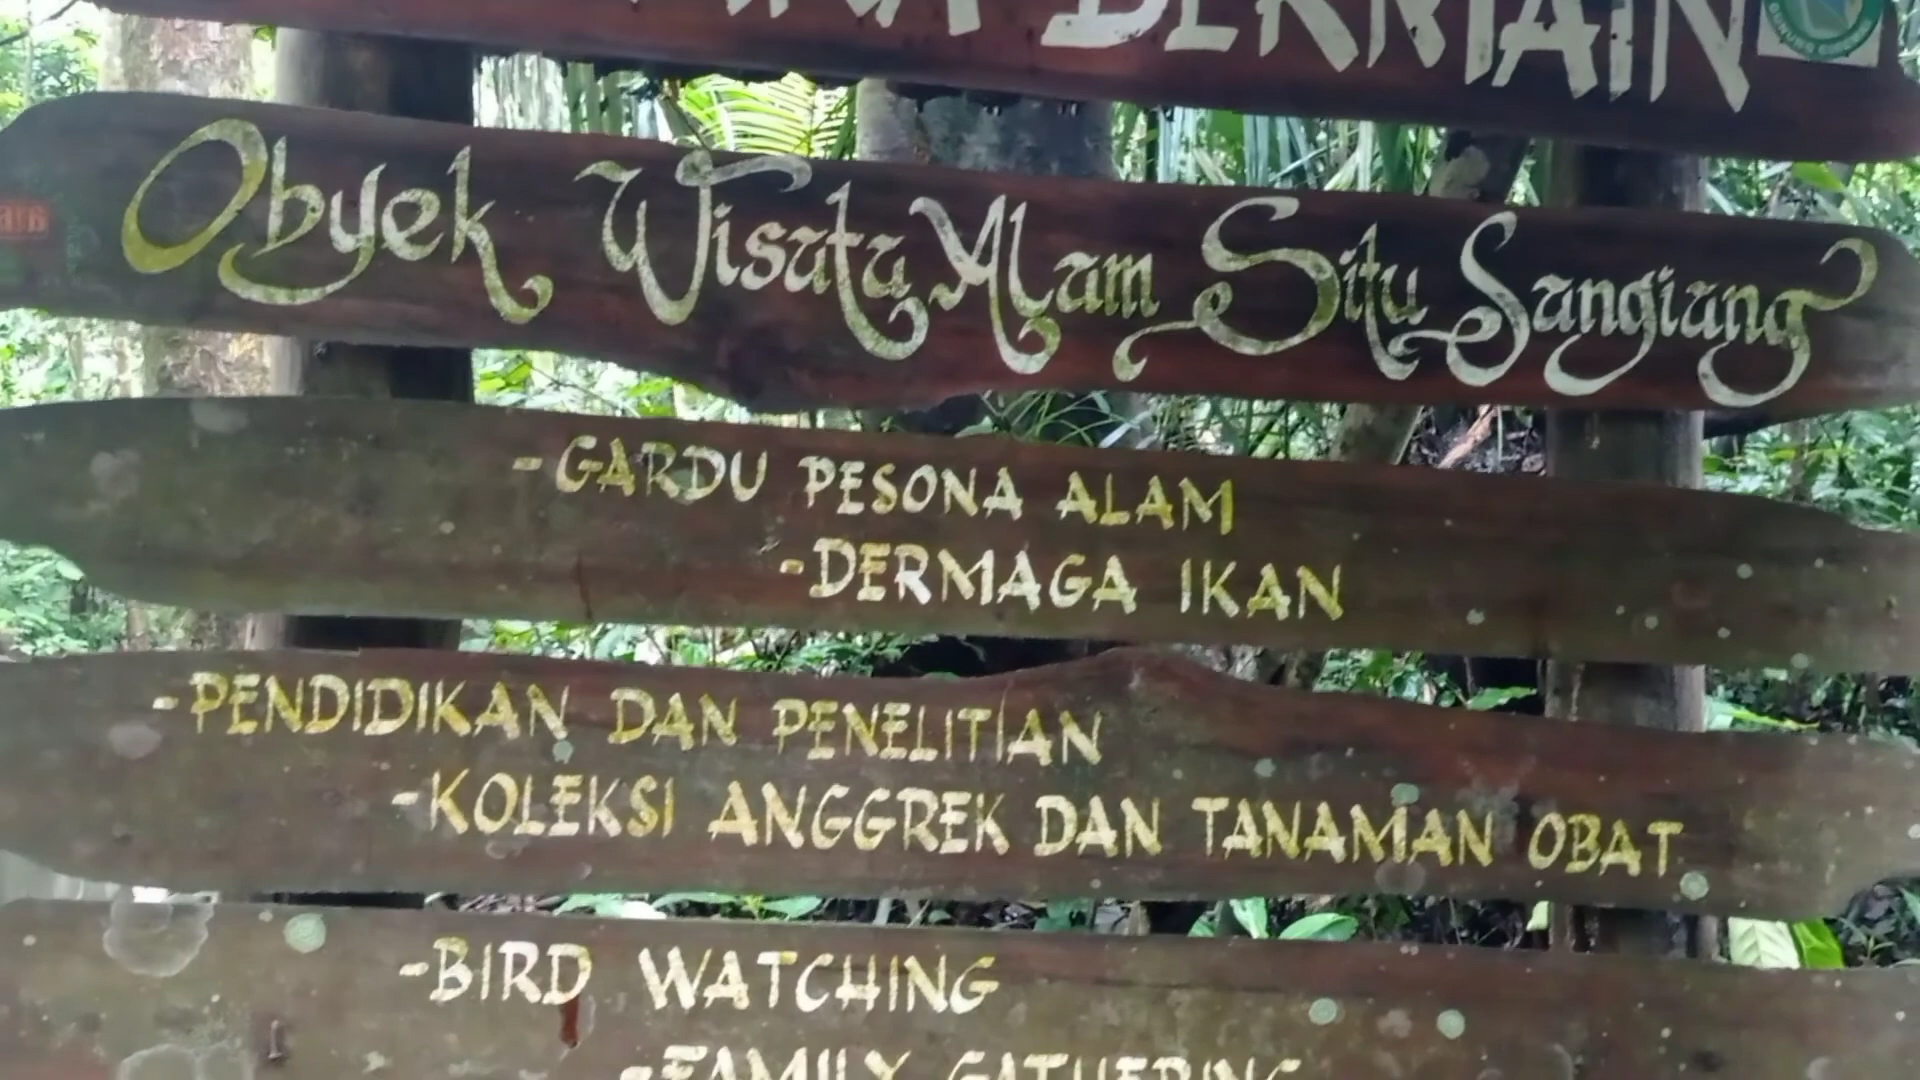 BERMAIN
Obyek Wisata Alam Situ Sangiang
-GARDU PESONA ALAM
-DERMAGA IKAN
-PENDIDIKAN DAN PENELITIAN
-KOLEKSI ANGGREK DAN TANAMAN OBAT
-BIRD WATCHING
-FAMILY GATHERING